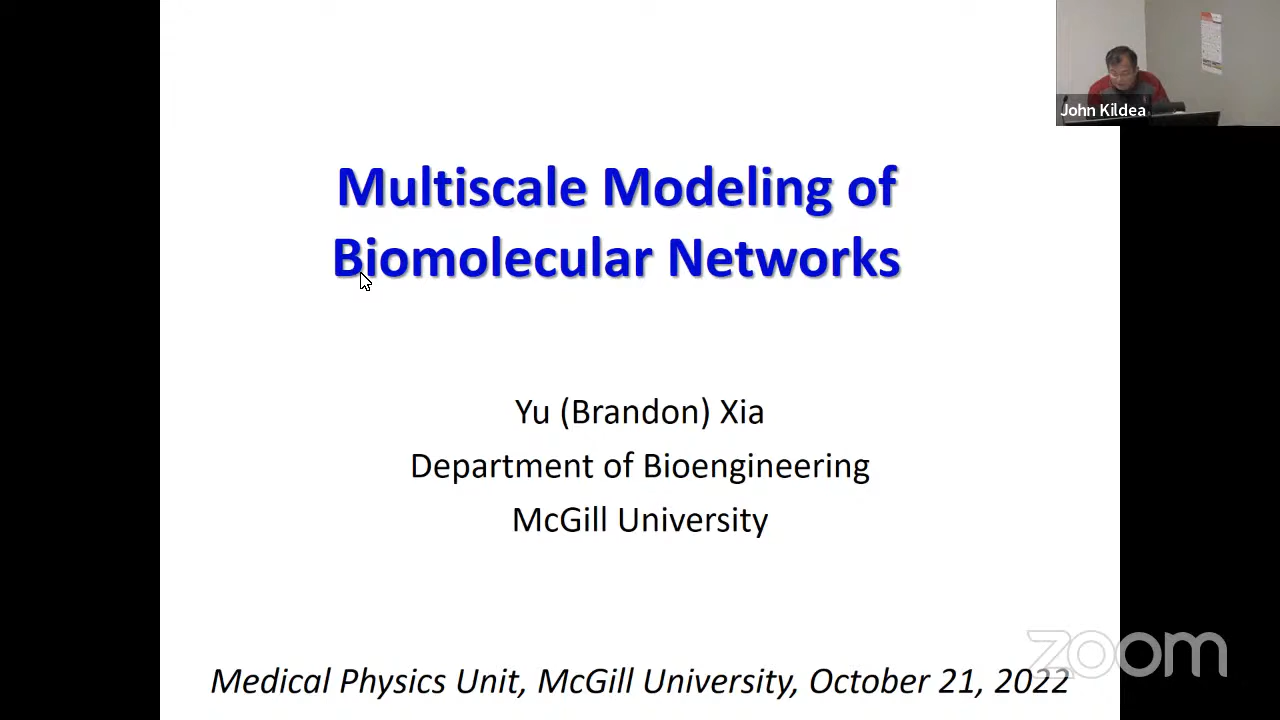 John Kildea
Multiscale Modeling of
Biomolecular Networks
Yu (Brandon) Xia
Department of Bioengineering
McGill University
Medical Physics Unit, McGill University, October 21, 2022
zoom